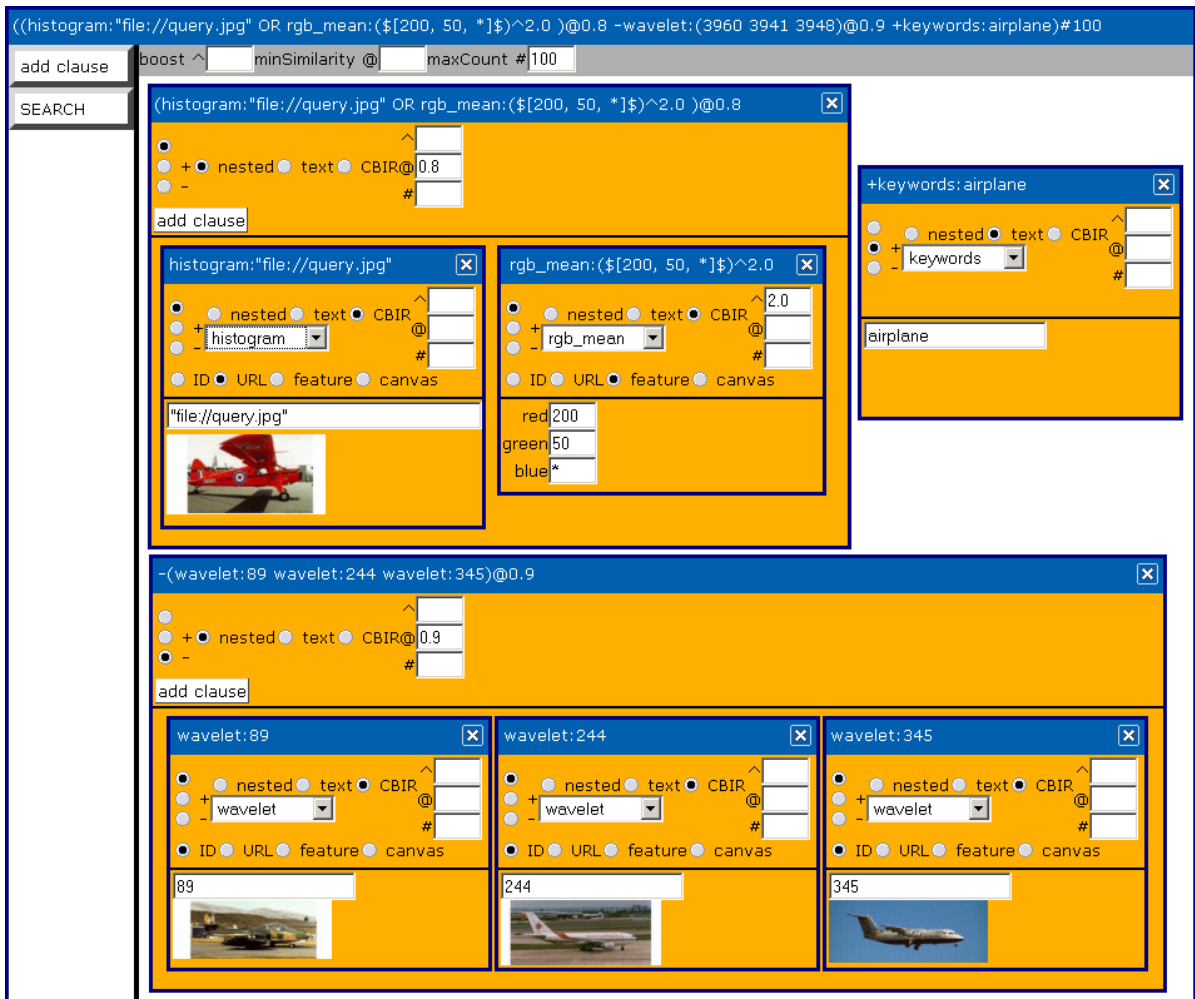 ((histogram:"file://query.jpg" OR rgb_mean:($[200, 50, *]$)^2.0 )@0.8 -wavelet:(3960 3941 3948)@0.9 +keywords:airplane)#100
add clause
SEARCH
boost ^ minSimilarity @ maxCount # 100
(histogram:"file://query.jpg" OR rgb_mean:($[200, 50, *]$)^2.0 )@0.8
^
+ nested text CBIR@ 0.8
-
#
add clause
histogram:"file://query.jpg"
^
nested text CBIR
+
@
- histogram
#
ID URL feature canvas
"file://query.jpg"
rgb_mean:($[200, 50, *]$)^2.0
^ 2.0
nested text CBIR
+
@
- rgb_mean
#
ID URL feature canvas
red 200
green 50
blue *
+keywords:airplane
^
nested text CBIR
+
@
- keywords
#
airplane
-(wavelet:89 wavelet:244 wavelet:345)@0.9
^
+ nested text CBIR@ 0.9
-
#
add clause
wavelet:89
^
nested text CBIR
+
@
- wavelet
#
ID URL feature canvas
89
wavelet:244
^
nested text CBIR
+
@
- wavelet
#
ID URL feature canvas
244
wavelet:345
^
nested text CBIR
+
@
- wavelet
#
ID URL feature canvas
345